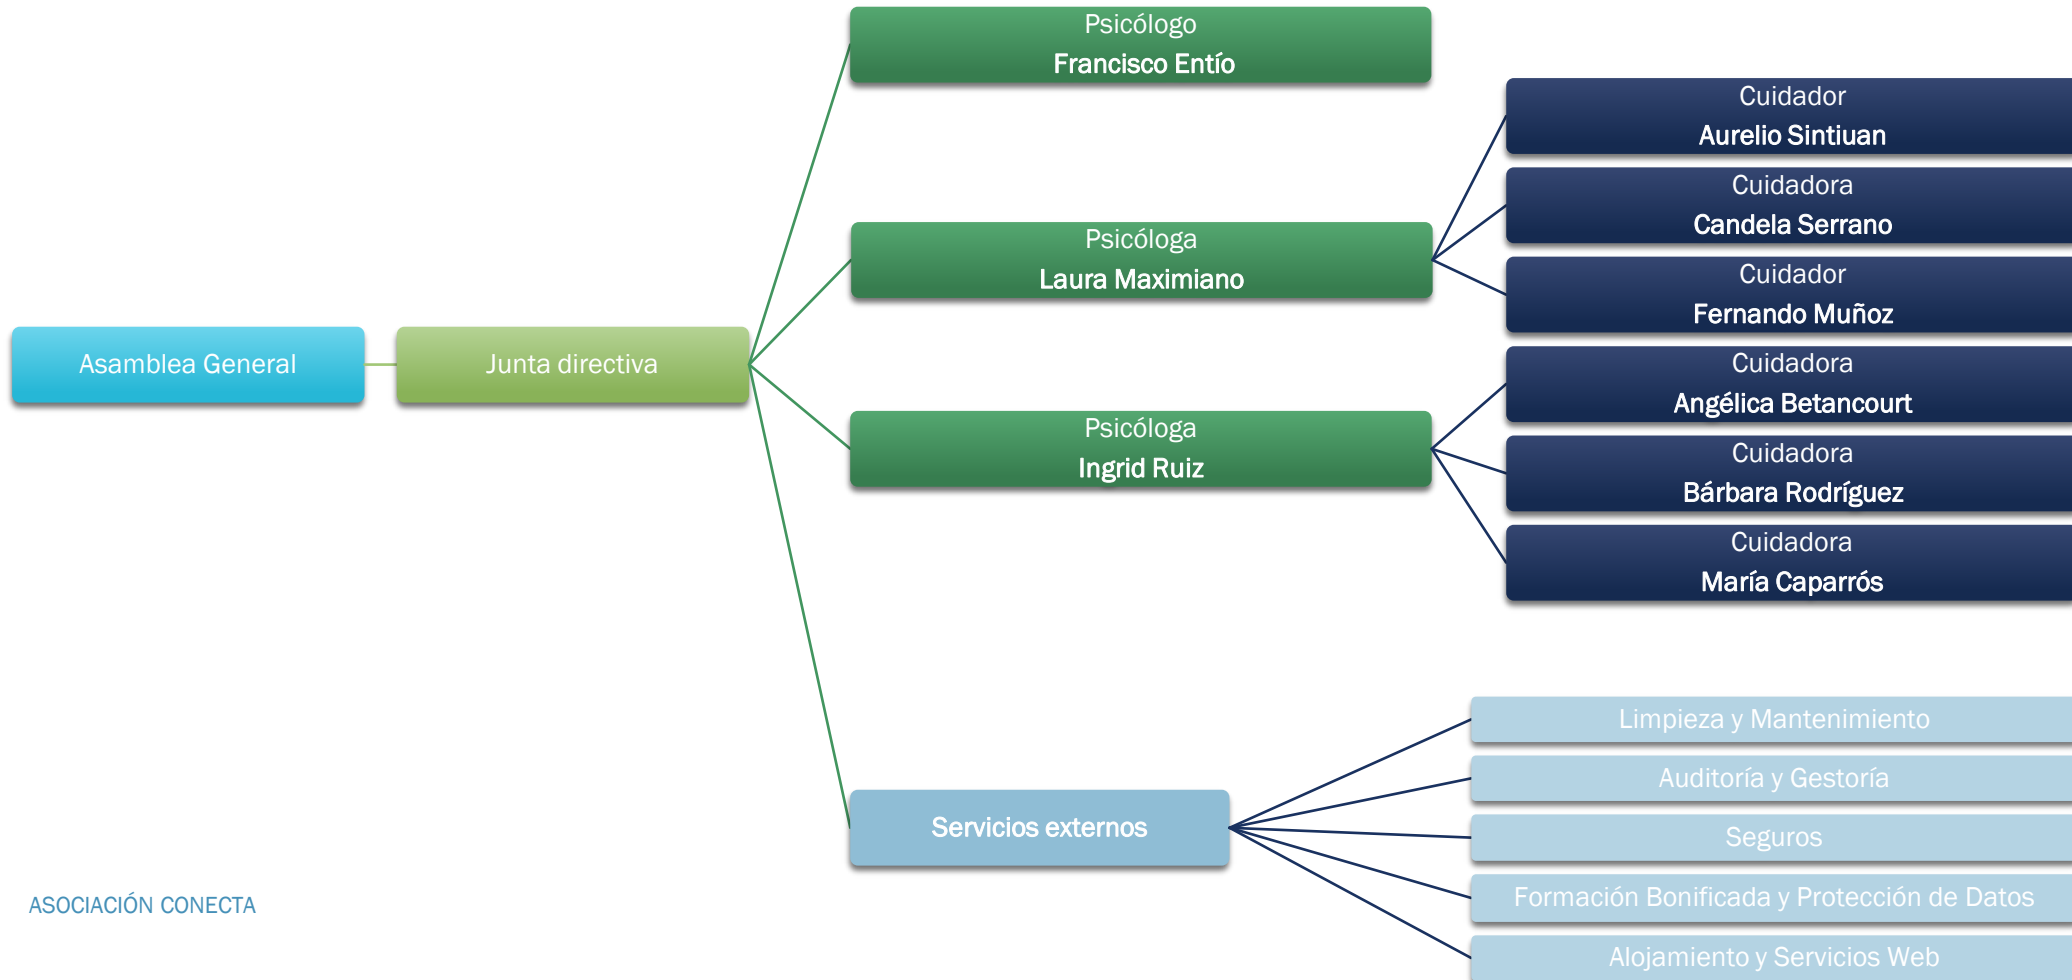 Asamblea General
Junta directiva
Psicólogo
Francisco Entío
Psicóloga
Laura Maximiano
Cuidador
Aurelio Sintiuan
Cuidadora
Candela Serrano
Cuidador
Fernando Muñoz
Psicóloga
Ingrid Ruiz
Cuidadora
Angélica Betancourt
Cuidadora
Bárbara Rodríguez
Cuidadora
María Caparrós
Servicios externos
Limpieza y Mantenimiento
Auditoría y Gestoría
Seguros
Formación Bonificada y Protección de Datos
Alojamiento y Servicios Web
ASOCIACIÓN CONECTA